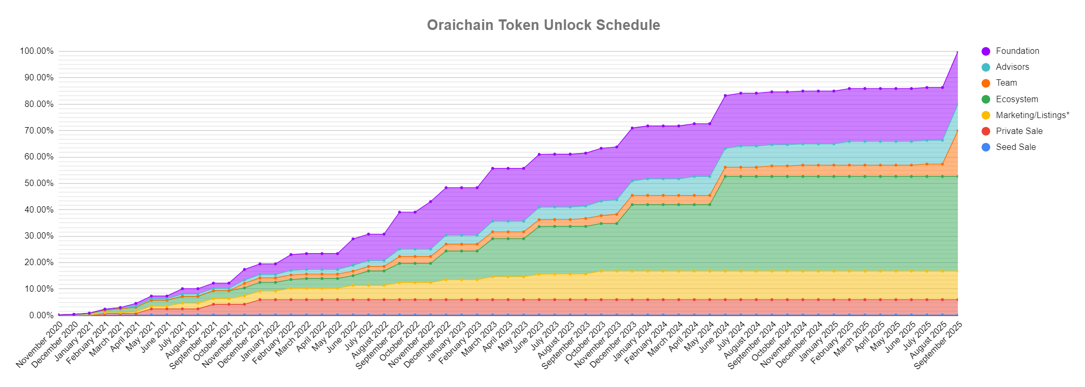 Oraichain Token Unlock Schedule
100.00%
90.00%
80.00%
70.00%
60.00%
50.00%
40.00%
30.00%
20.00%
10.00%
0.00%
Foundation
Advisors
Team
Ecosystem
Marketing/Listings*
Private Sale
Seed Sale
November 2020
December 2020
January 2021
February 2021
March 2021
April 2021
May 2021
June 2021
July 2021
August 2021
September 2021
October 2021
November 2021
December 2021
January 2022
February 2022
March 2022
April 2022
May 2022
June 2022
July 2022
August 2022
September 2022
October 2022
November 2022
December 2022
January 2023
February 2023
March 2023
April 2023
May 2023
June 2023
July 2023
August 2023
September 2023
October 2023
November 2023
December 2023
January 2024
February 2024
March 2024
April 2024
May 2024
June 2024
July 2024
August 2024
September 2024
October 2024
November 2024
December 2024
January 2025
February 2025
March 2025
April 2025
May 2025
June 2025
July 2025
August 2025
September 2025